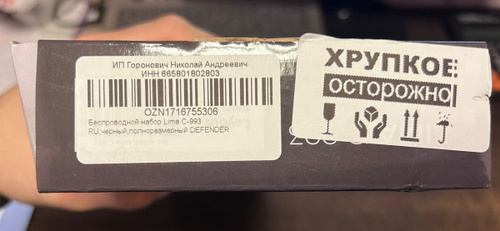 ИП Горонович Николай Андреевич
ИНН 665801802803
OZN1716755306
Беспроводной набор Lima C-993
RU,черный,полноразмерный DEFENDER
ХРУПКОЕ
ОСТОРОЖНО